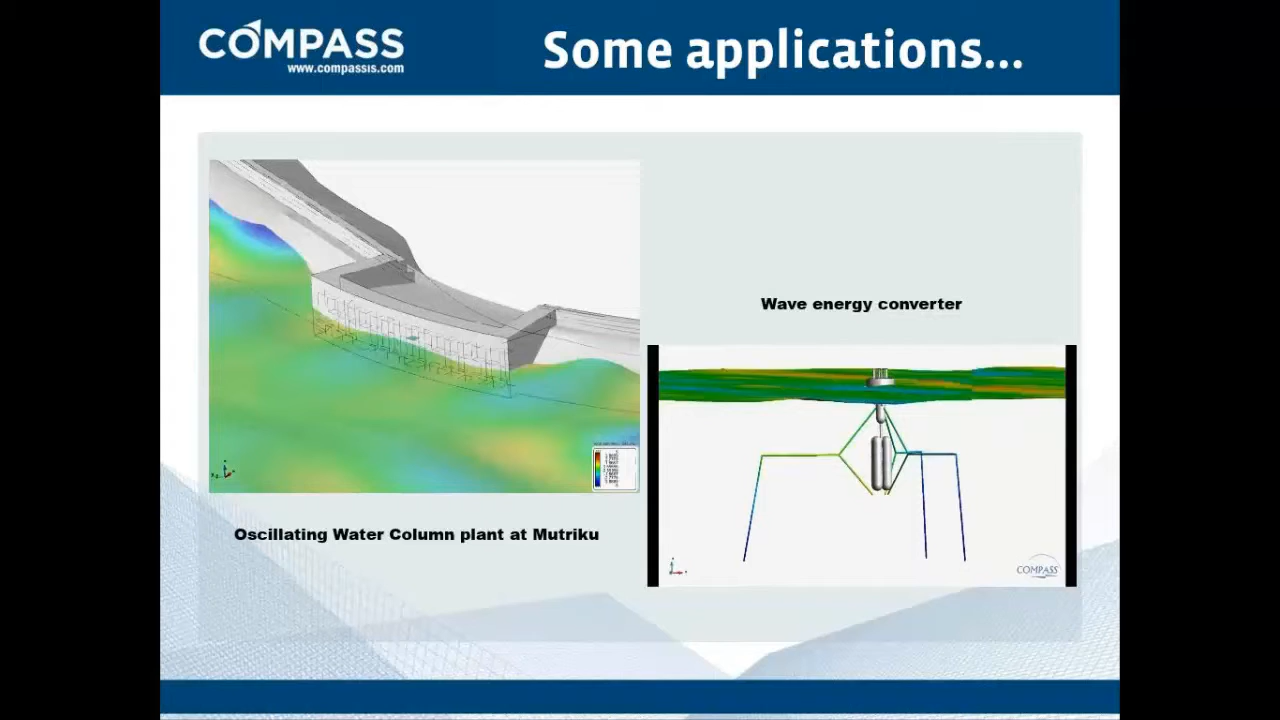 COMPASS
www.compassis.com
Some applications...
Wave energy converter
Oscillating Water Column plant at Mutriku
COMPASS